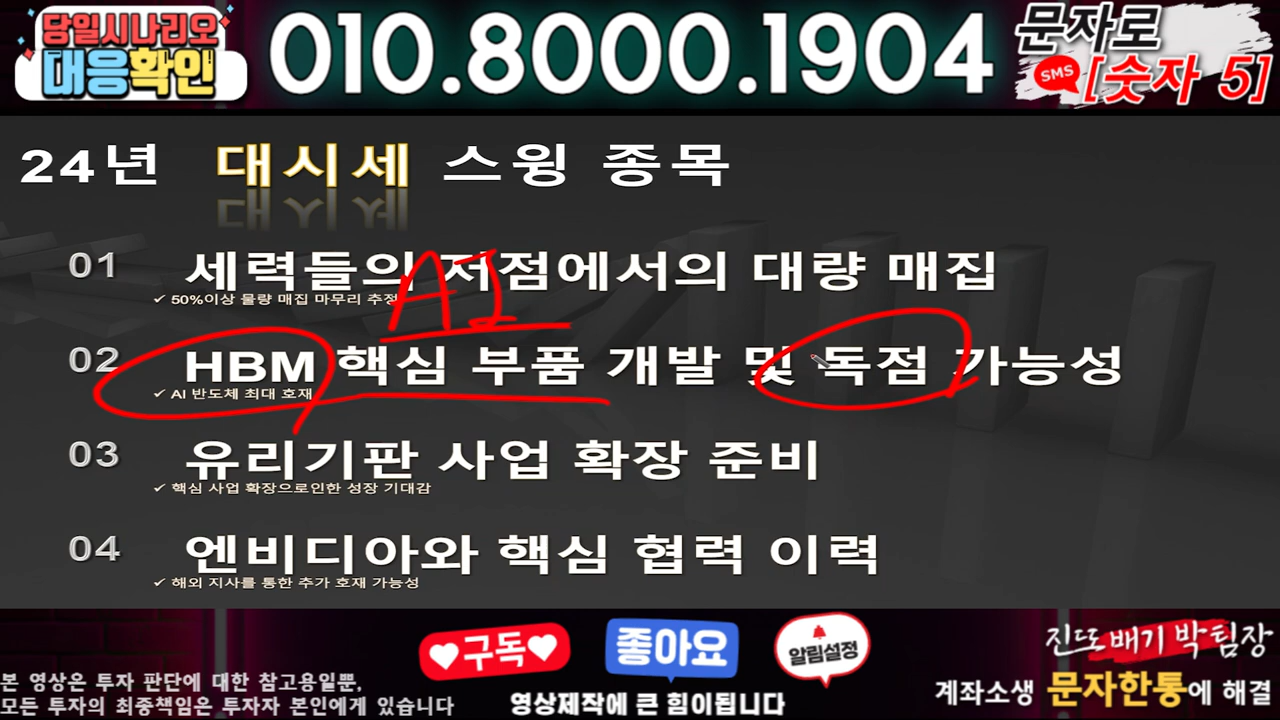 당일시나리오
대응확인
010.8000.1904
문자로
SMS [숫자 5]
24년 대시세 스윙 종목
01 세력들의 저점에서의 대량 매집
✓ 50%이상 물량 매집 마무리 추정
AI
02 HBM 핵심 부품 개발 및 독점 가능성
✓ AI 반도체 최대 호재
03 유리기판 사업 확장 준비
✓ 핵심 사업 확장으로인한 성장 기대감
04 엔비디아와 핵심 협력 이력
✓ 해외 지사를 통한 추가 호재 가능성
구독
좋아요
알림설정
영상제작에 큰 힘이됩니다
본 영상은 투자 판단에 대한 참고용일뿐,
모든 투자의 최종책임은 투자자 본인에게 있습니다
진또배기 박팀장
계좌소생 문자한통에 해결